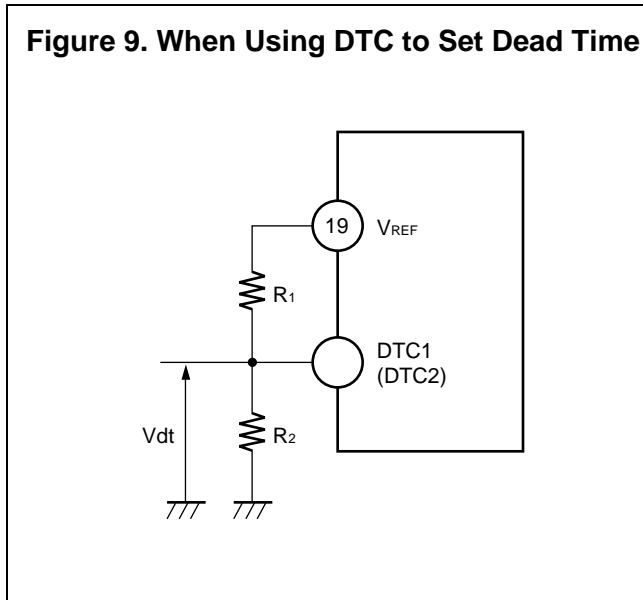 Figure 9. When Using DTC to Set Dead Time
19 VREF
R1
DTC1
(DTC2)
Vdt
R2